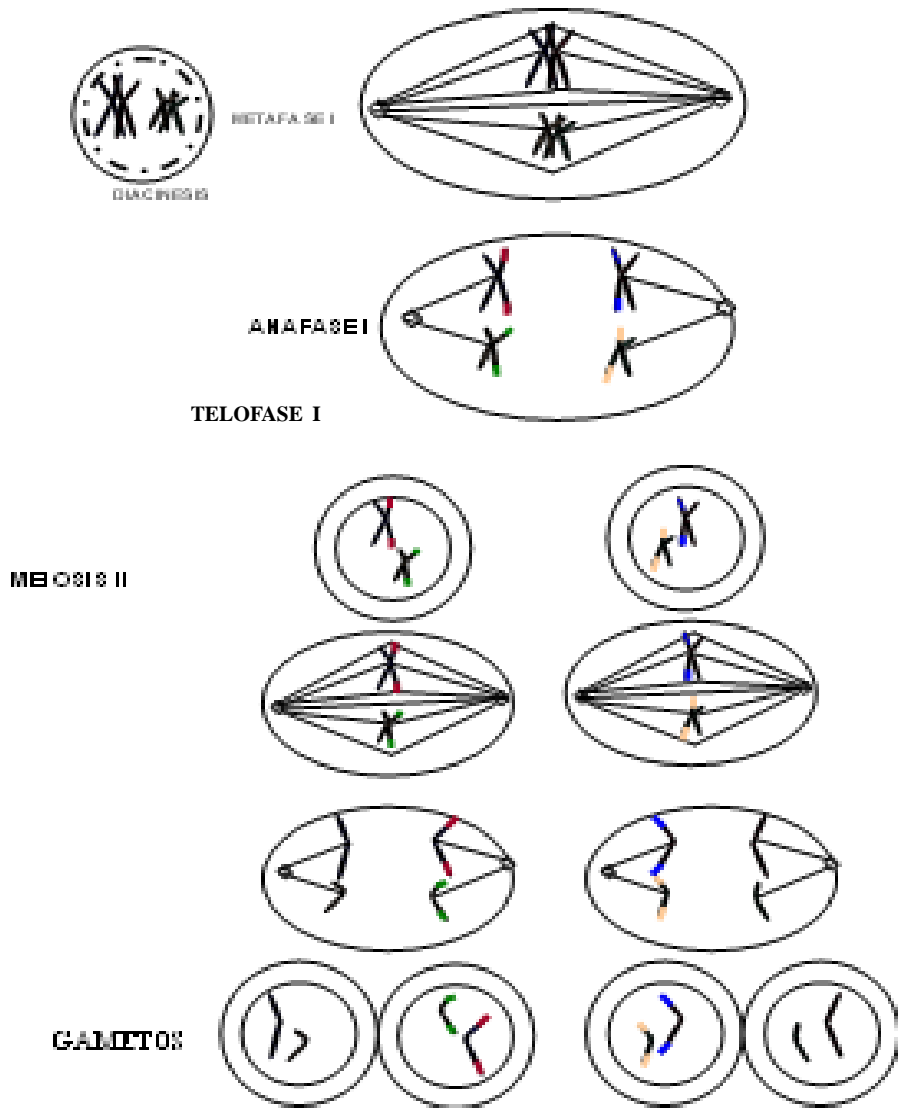 METAFASE I
DIACINESIS
ANAFASE I
TELOFASE I
MEIOSIS II
GAMETOS